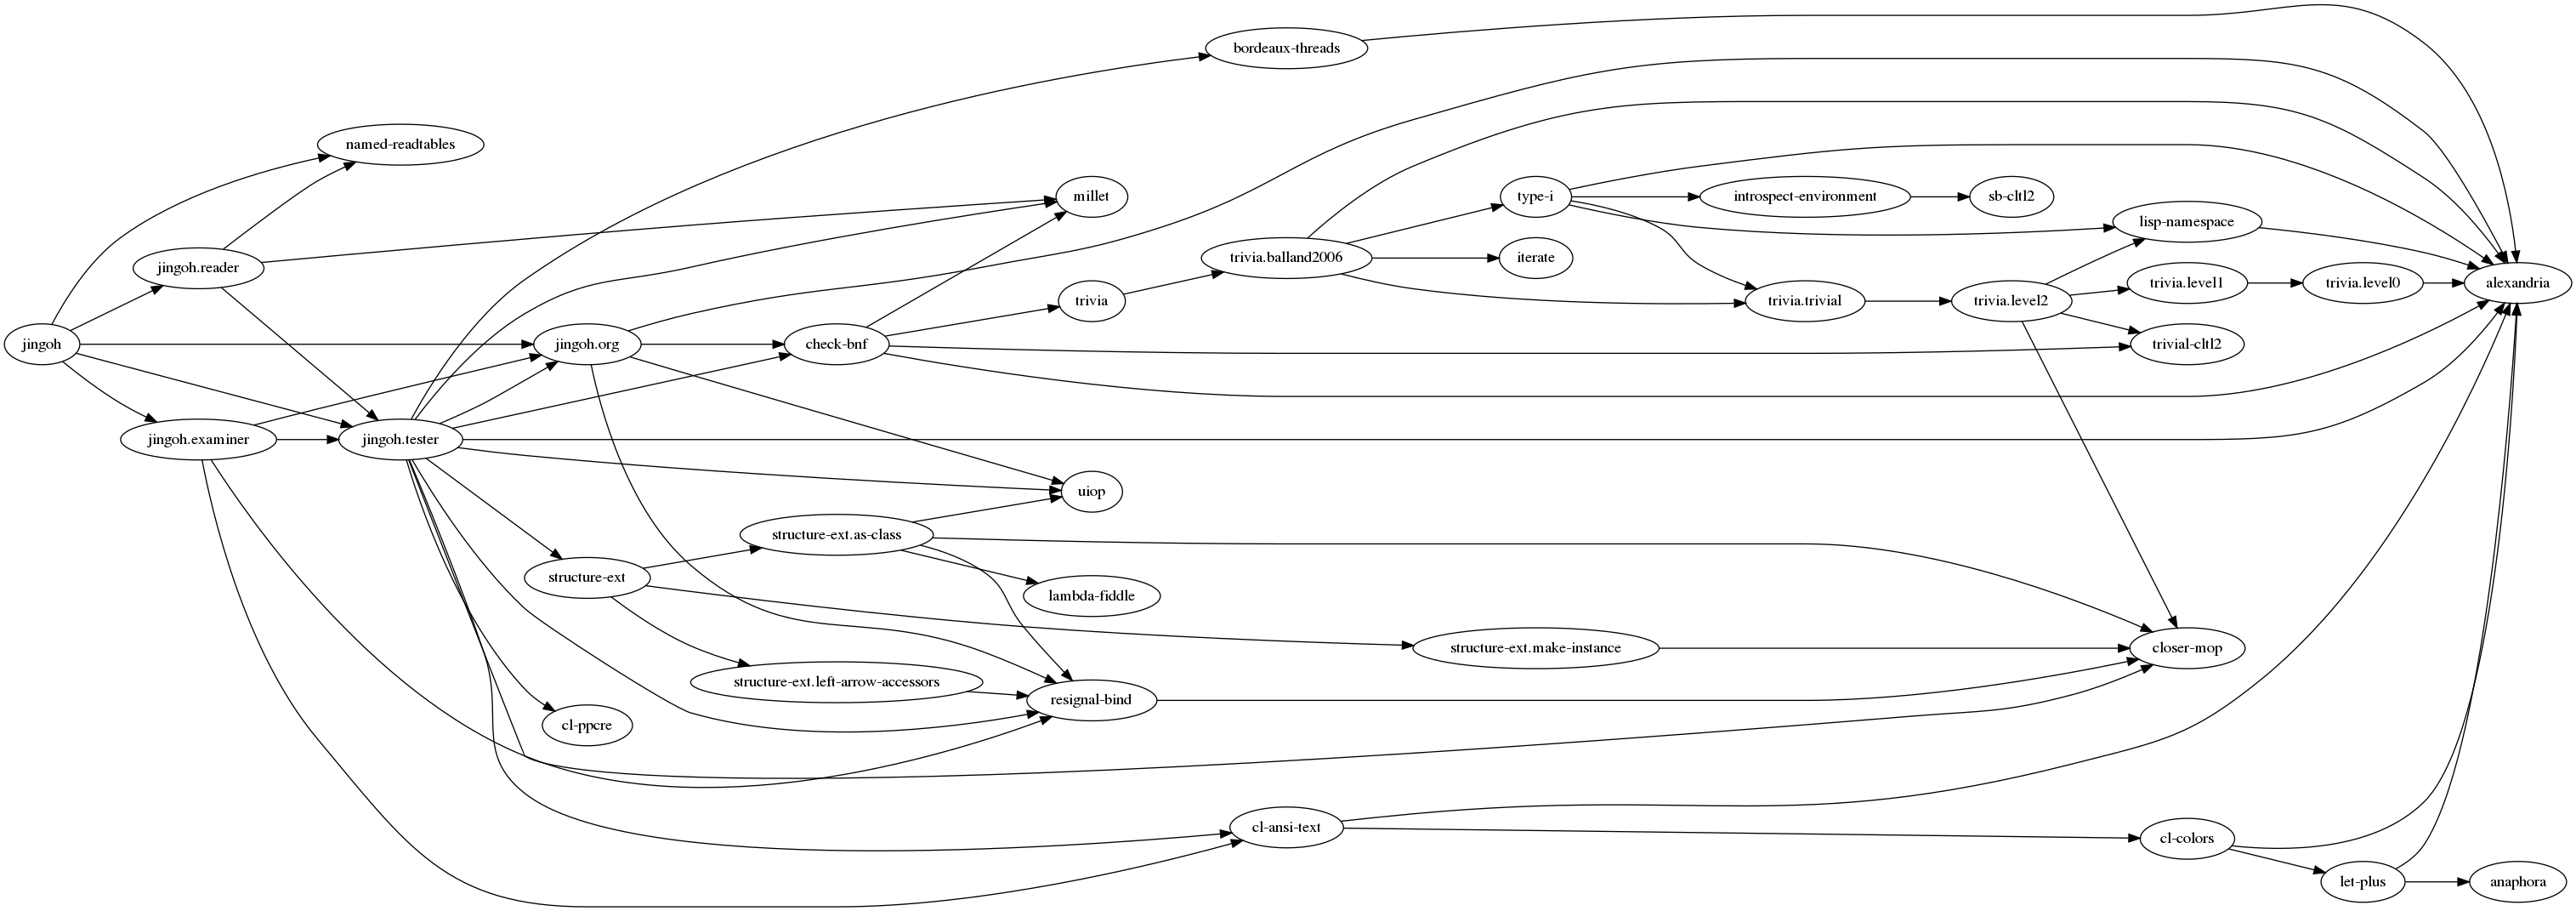 bordeaux-threads
named-readtables
millet
type-i
introspect-environment
sb-cltl2
lisp-namespace
jingoh.reader
trivia.balland2006
iterate
trivia.level1
trivia.level0
alexandria
trivia
trivia.trivial
trivia.level2
jingoh
jingoh.org
check-bnf
trivial-cltl2
jingoh.examiner
jingoh.tester
uiop
structure-ext.as-class
structure-ext
lambda-fiddle
structure-ext.make-instance
closer-mop
structure-ext.left-arrow-accessors
resignal-bind
cl-ppcre
cl-ansi-text
cl-colors
let-plus
anaphora